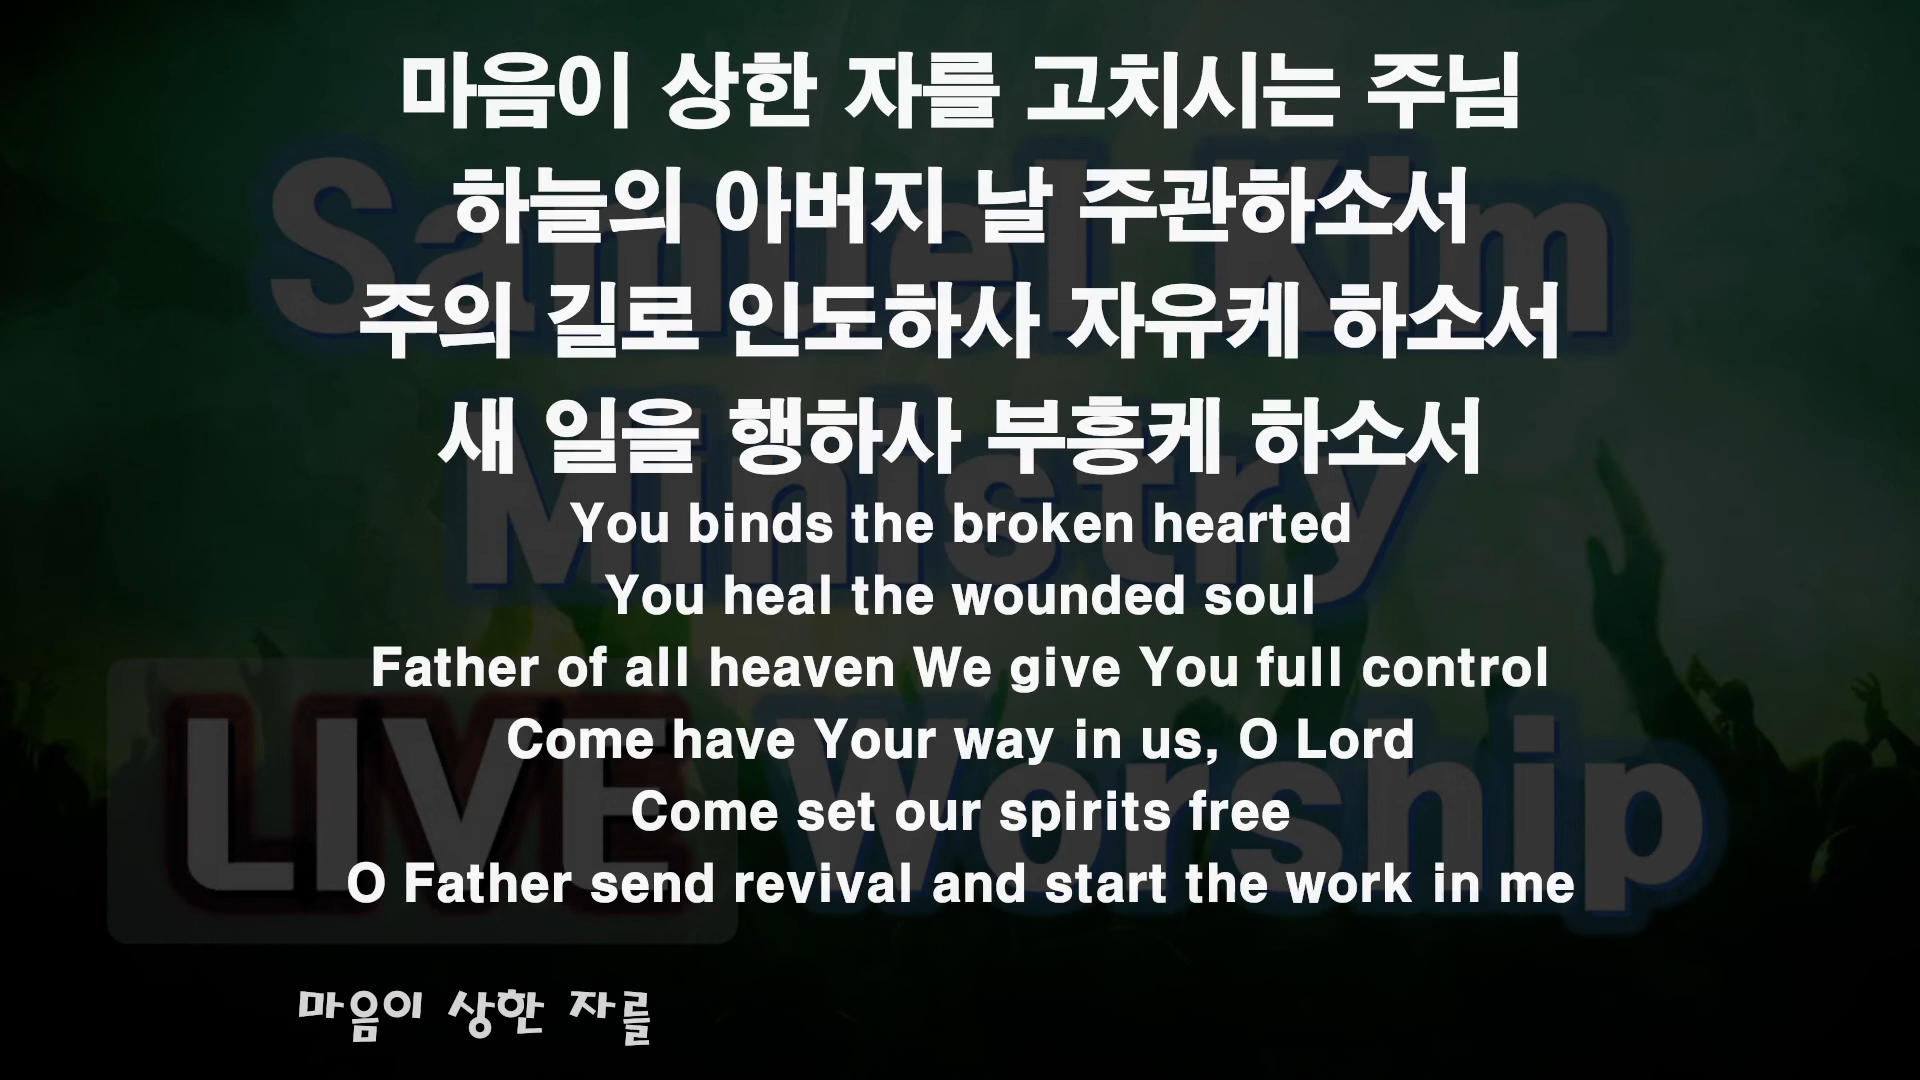 마음이 상한 자를 고치시는 주님
하늘의 아버지 날 주관하소서
주의 길로 인도하사 자유케 하소서
새 일을 행하사 부흥케 하소서
You binds the broken hearted
You heal the wounded soul
Father of all heaven We give You full control
Come have Your way in us, O Lord
Come set our spirits free
O Father send revival and start the work in me
마음이 상한 자를
Samuel Kim
Ministry
LIVE Worship